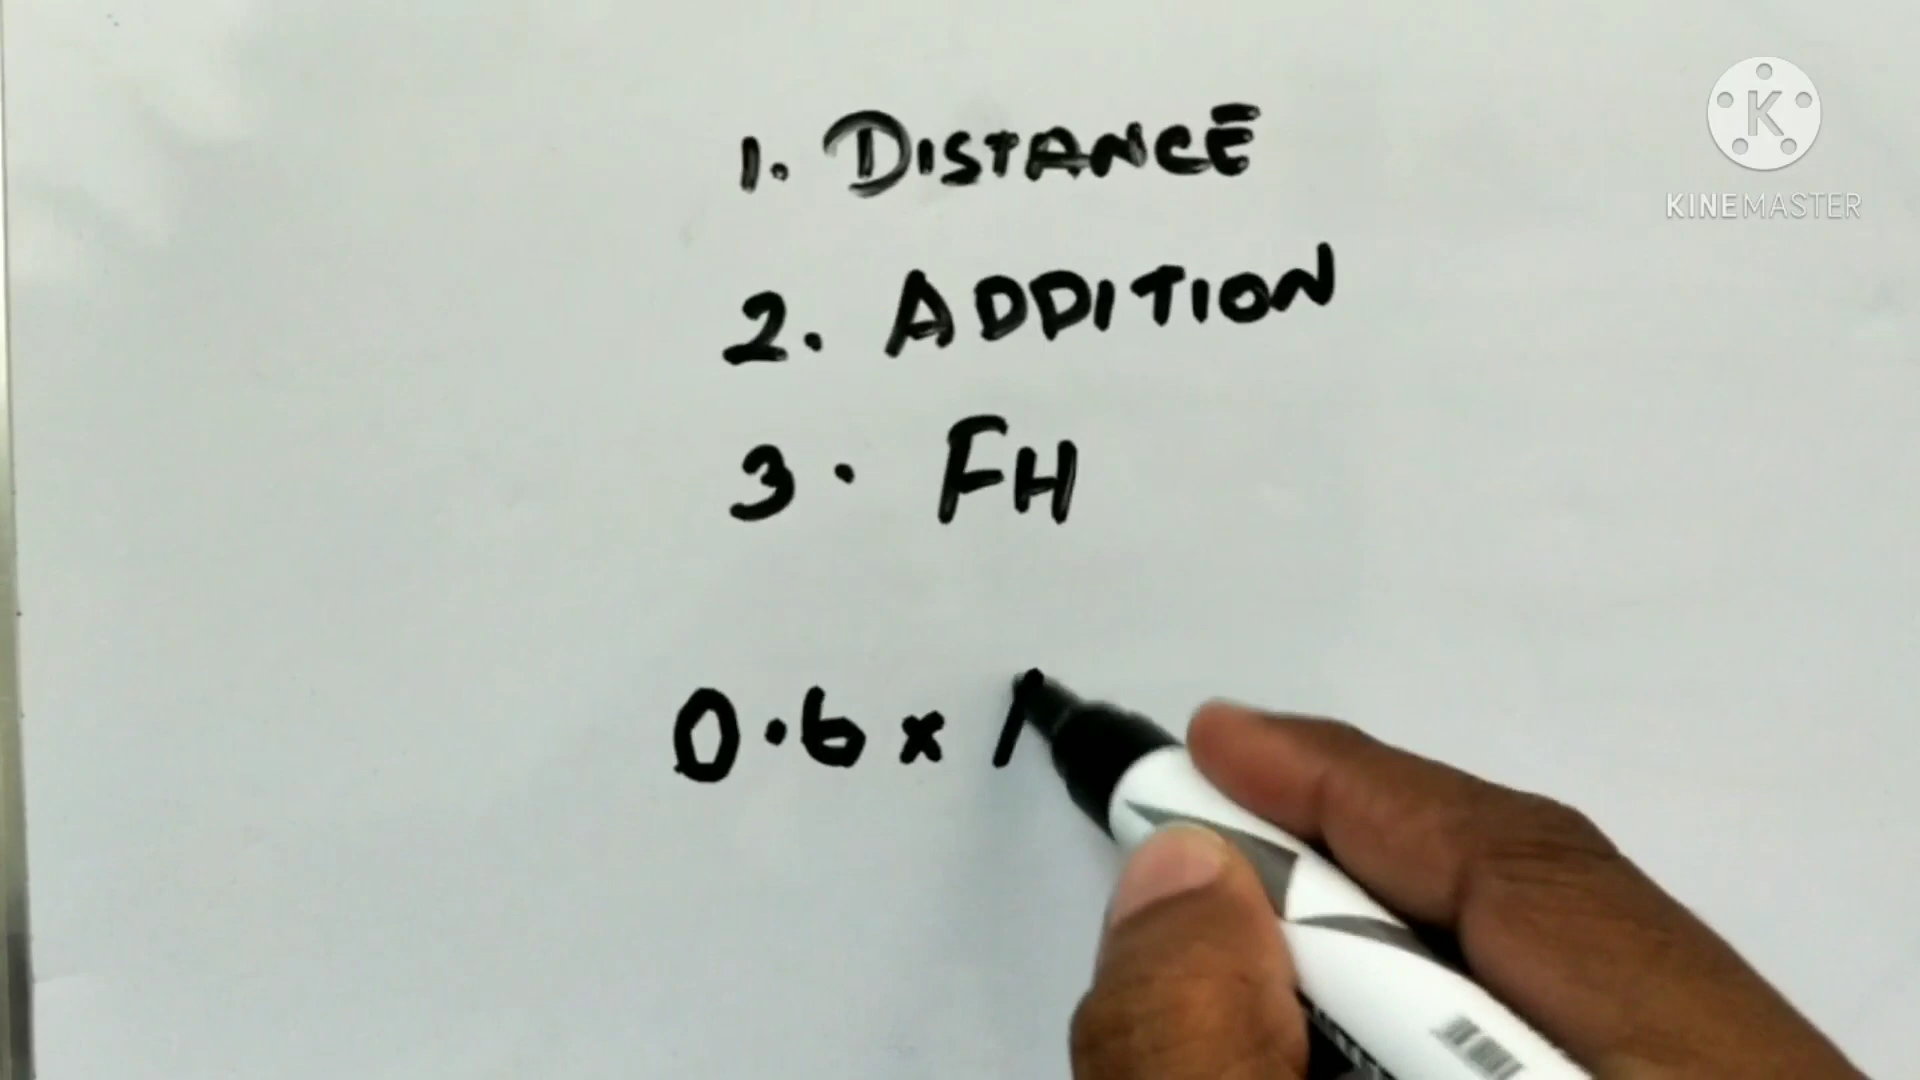 1. DISTANCE
2. ADDITION
3. FH
0.6 ×
K
KINEMASTER